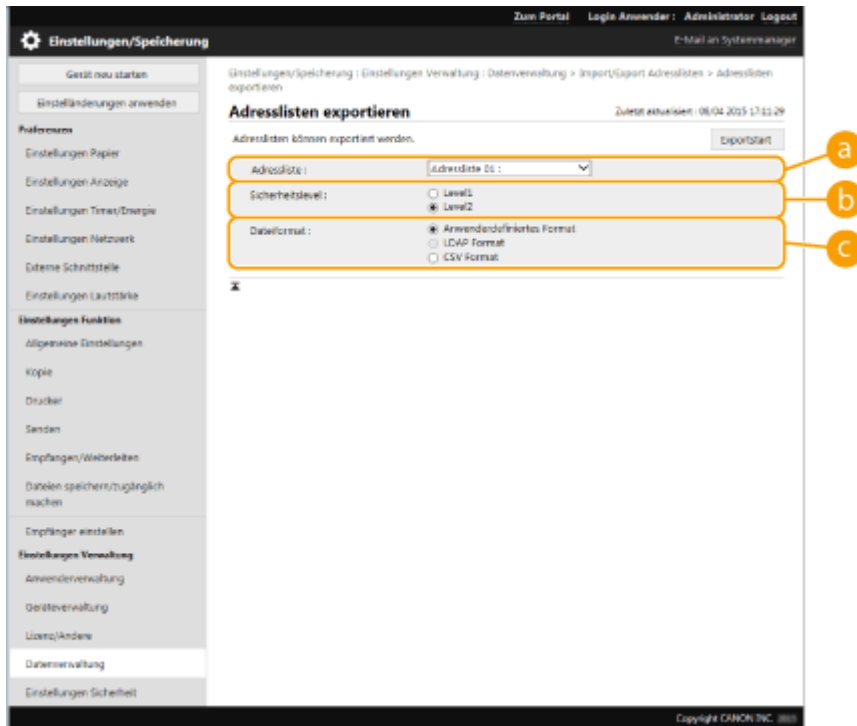 Zum Portal Login Anwender : Administrator Logout
Einstellungen/Speicherung
E-Mail an Systemmanager
Gerät neu starten
Einstelländerungen anwenden
Präferenzen
Einstellungen Papier
Einstellungen Anzeige
Einstellungen Timer/Energie
Einstellungen Netzwerk
Externe Schnittstelle
Einstellungen Lautstärke
Einstellungen Funktion
Allgemeine Einstellungen
Kopie
Drucker
Senden
Empfangen/Weiterleiten
Dateien speichern/zugänglich
machen
Empfänger einstellen
Einstellungen Verwaltung
Anwenderverwaltung
Geräteverwaltung
Lizenz/Andere
Datenverwaltung
Einstellungen Sicherheit
Einstellungen/Speicherung : Einstellungen Verwaltung : Datenverwaltung > Import/Export Adresslisten > Adresslisten
exportieren
Adresslisten exportieren
Zuletzt aktualisiert : 08/04 2015 17:11:29
Adresslisten können exportiert werden.
Exportstart
Adressliste :
Adressliste 01 :
a
Sicherheitslevel :
Level1
Level2
b
Dateiformat :
Anwenderdefiniertes Format
LDAP Format
CSV Format
c
Copyright CANON INC.